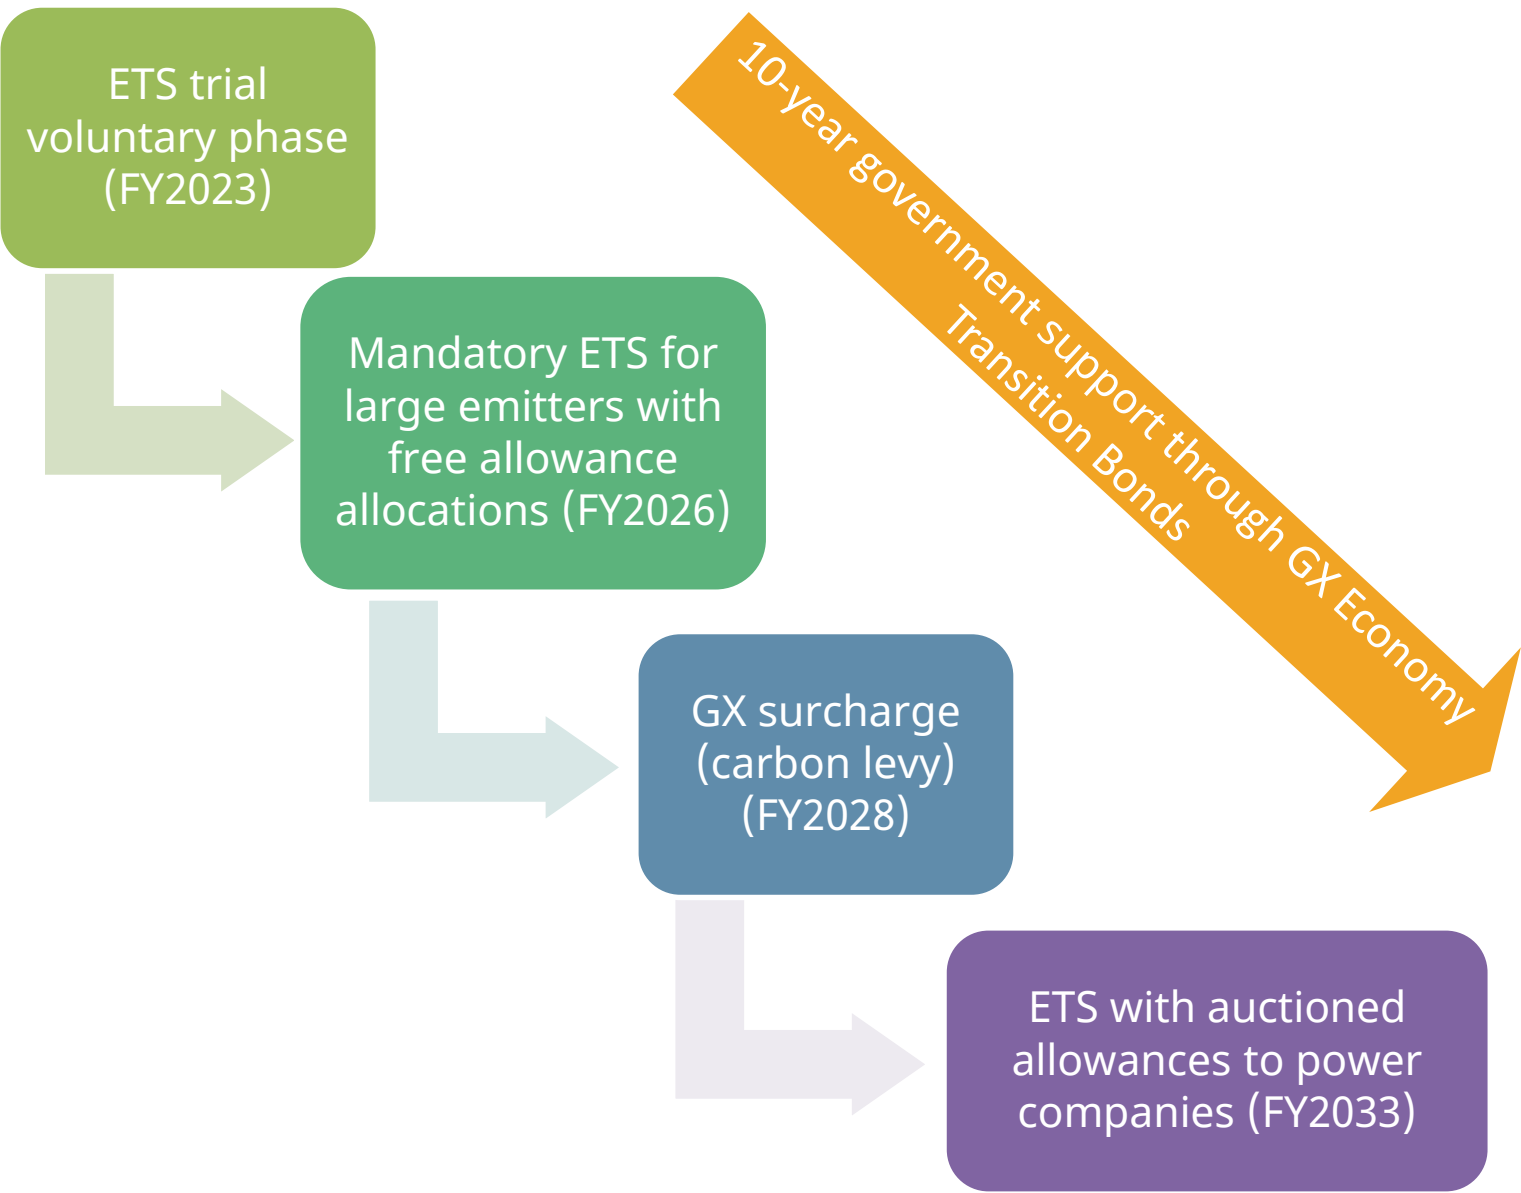 ETS trial
voluntary phase
(FY2023)
10-year government support through GX Economy
Transition Bonds
Mandatory ETS for
large emitters with
free allowance
allocations (FY2026)
GX surcharge
(carbon levy)
(FY2028)
ETS with auctioned
allowances to power
companies (FY2033)